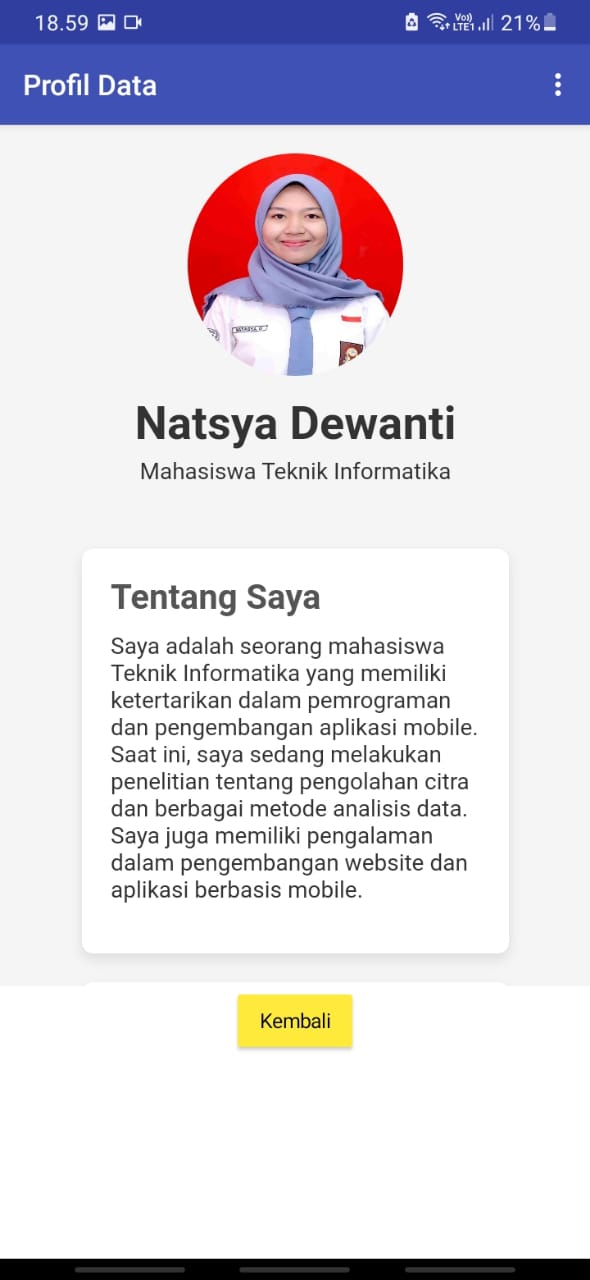 18.59
Vo))
LTE1
21%
Profil Data
Natsya Dewanti
Mahasiswa Teknik Informatika
Tentang Saya
Saya adalah seorang mahasiswa
Teknik Informatika yang memiliki
ketertarikan dalam pemrograman
dan pengembangan aplikasi mobile.
Saat ini, saya sedang melakukan
penelitian tentang pengolahan citra
dan berbagai metode analisis data.
Saya juga memiliki pengalaman
dalam pengembangan website dan
aplikasi berbasis mobile.
Kembali